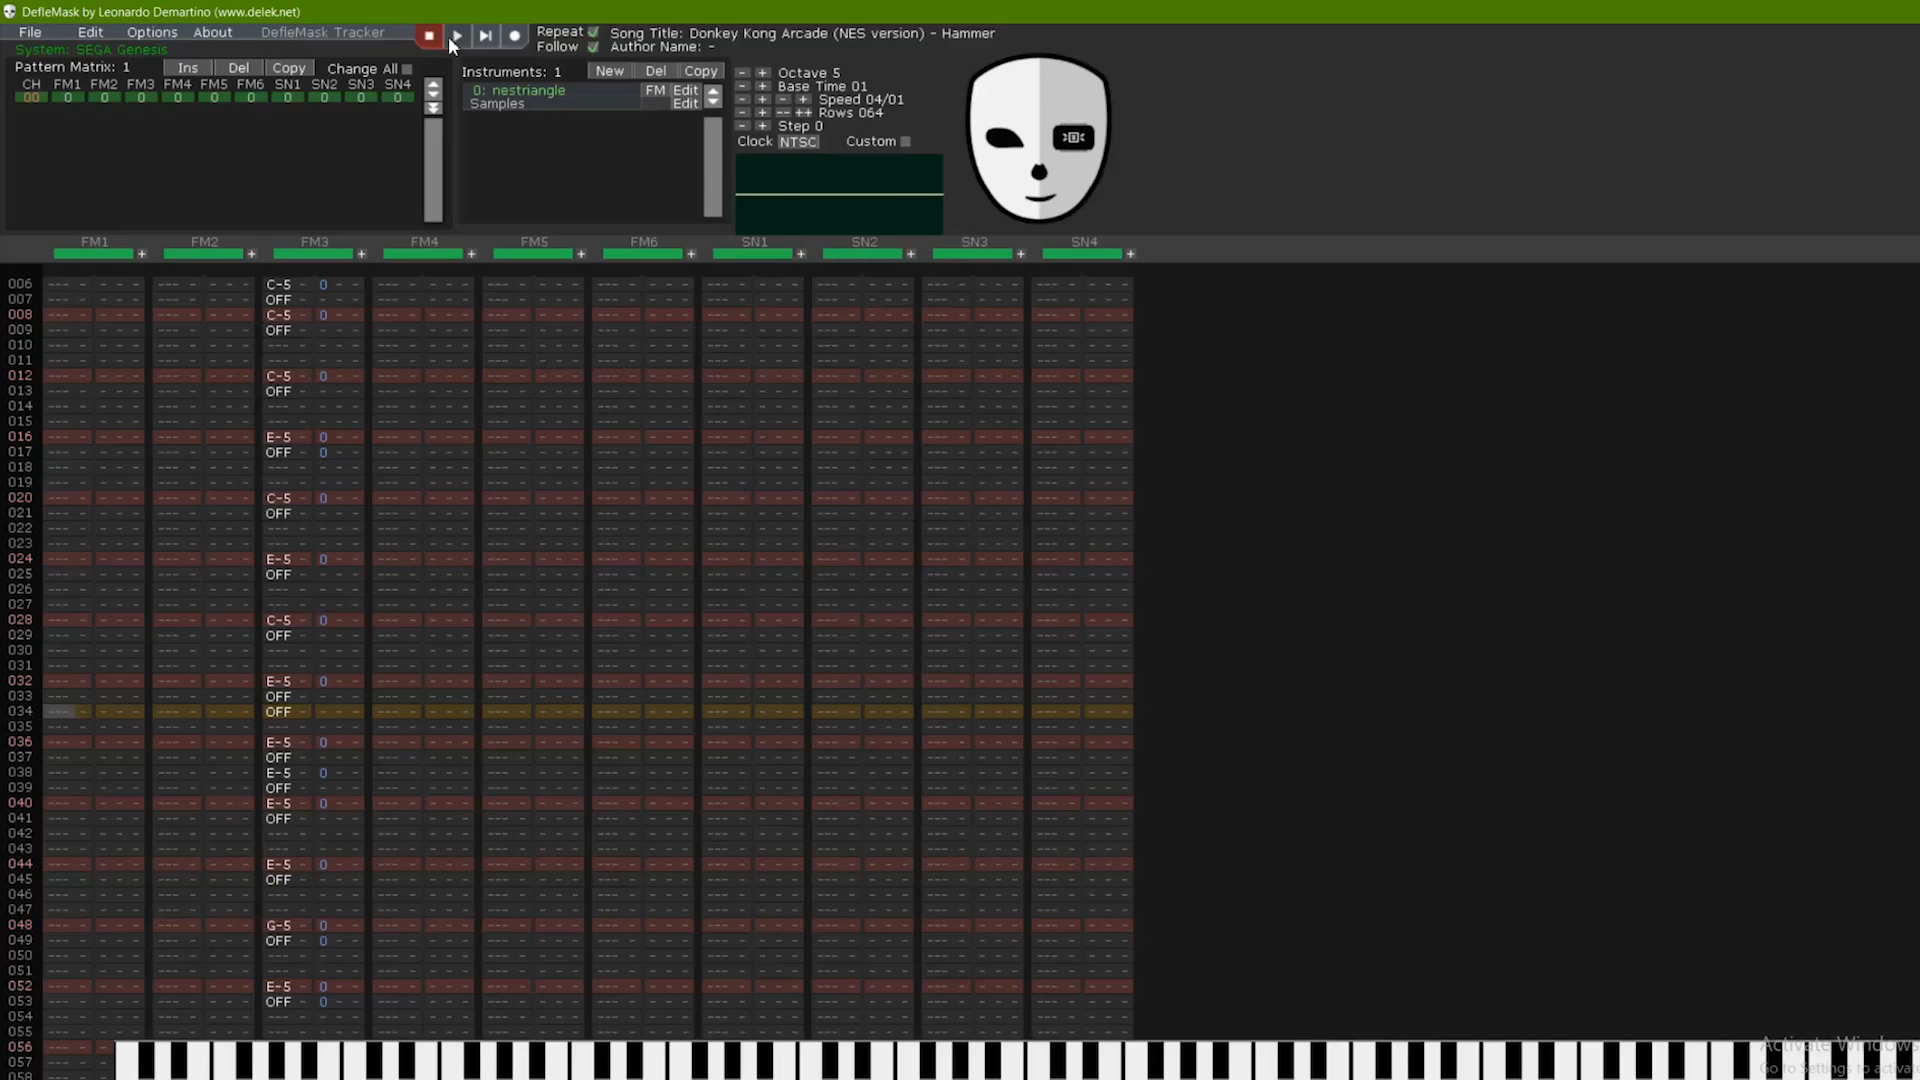 DefleMask by Leonardo Demartino (www.delek.net)
File Edit Options About DefleMask Tracker
Repeat Song Title: Donkey Kong Arcade (NES version) - Hammer
Follow Author Name: -
System: SEGA Genesis
Pattern Matrix: 1 Ins Del Copy Change All
CH FM1 FM2 FM3 FM4 FM5 FM6 SN1 SN2 SN3 SN4
00 0 0 0 0 0 0 0 0 0 0
Instruments: 1 New Del Copy
0: nestriangle FM Edit
Samples Edit
- + Octave 5
- + Base Time 01
- + - + Speed 04/01
- + -- ++ Rows 064
- + Step 0
Clock NTSC Custom
FM1 FM2 FM3 FM4 FM5 FM6 SN1 SN2 SN3 SN4
+ + + + + + + + + +
006 C-5 0
007 OFF
008 C-5 0
009 OFF
010
011
012 C-5 0
013 OFF
014
015
016 E-5 0
017 OFF 0
018
019
020 C-5 0
021 OFF
022
023
024 E-5 0
025 OFF
026
027
028 C-5 0
029 OFF
030
031
032 E-5 0
033 OFF
034 OFF
035
036 E-5 0
037 OFF
038 E-5 0
039 OFF
040 E-5 0
041 OFF
042
043
044 E-5 0
045 OFF
046
047
048 G-5 0
049 OFF 0
050
051
052 E-5 0
053 OFF 0
054
055
056
057
058
Activate Windows
Go to Settings to activat